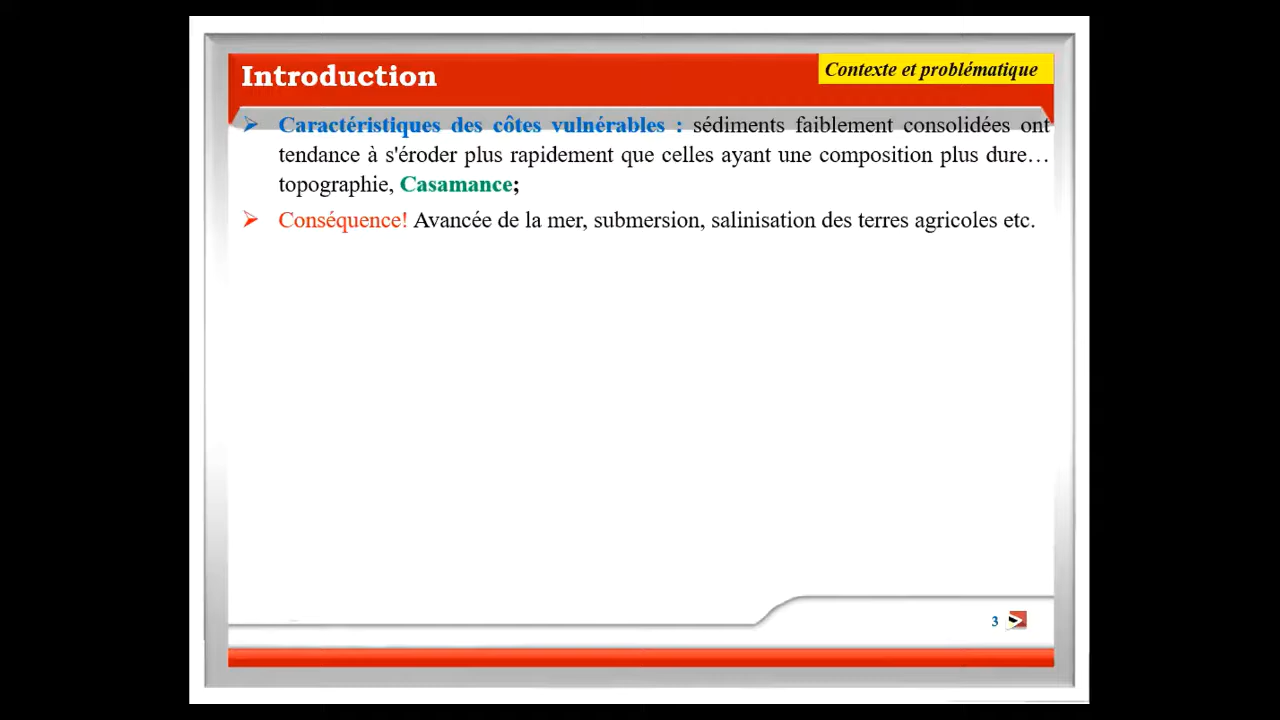 Introduction
Contexte et problématique
Caractéristiques des côtes vulnérables : sédiments faiblement consolidées ont
tendance à s'éroder plus rapidement que celles ayant une composition plus dure…
topographie, Casamance;
Conséquence! Avancée de la mer, submersion, salinisation des terres agricoles etc.
3